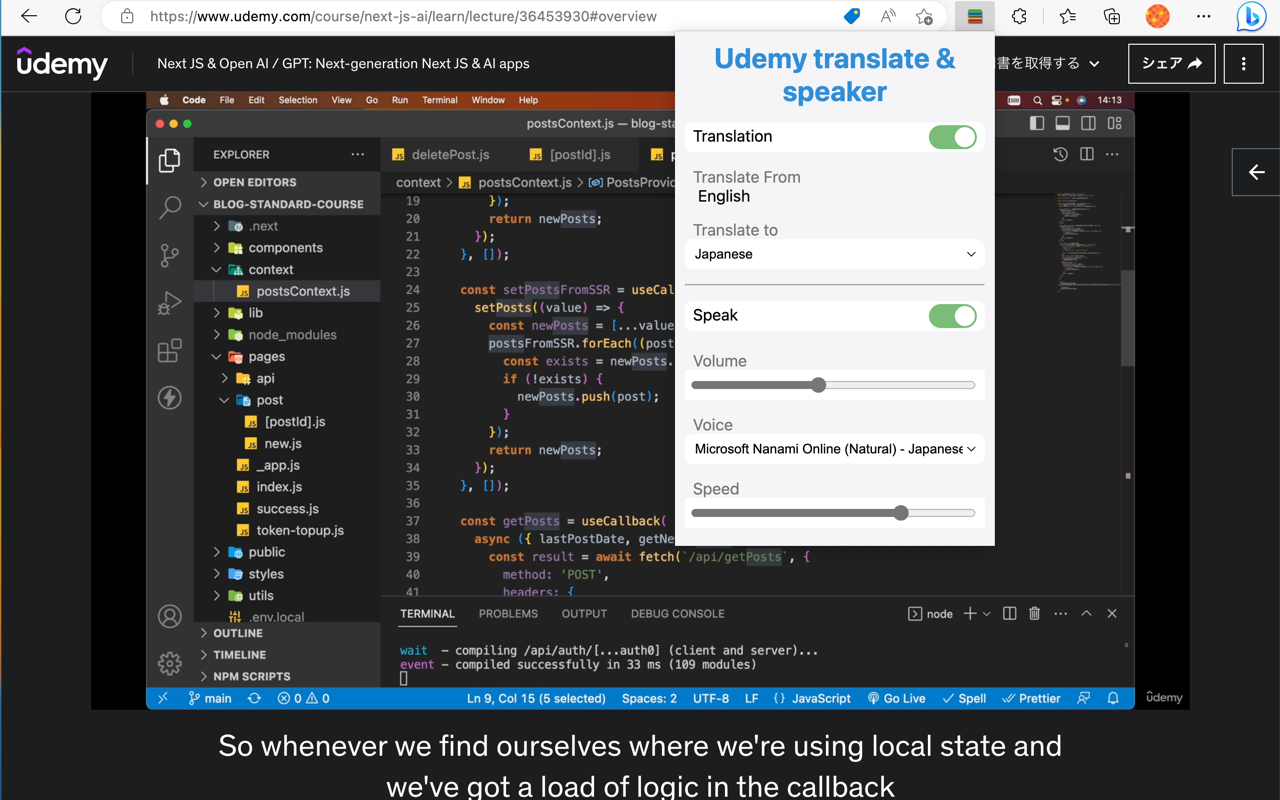 https://www.udemy.com/course/next-js-ai/learn/lecture/36453930#overview
ûdemy
Next JS & Open AI / GPT: Next-generation Next JS & AI apps
書を取得する
シェア
Code File Edit Selection View Go Run Terminal Window Help
14:13
postsContext.js — blog-sta
EXPLORER
OPEN EDITORS
BLOG-STANDARD-COURSE
.next
components
context
postsContext.js
lib
node_modules
pages
api
post
[postId].js
new.js
_app.js
index.js
success.js
token-topup.js
public
styles
utils
.env.local
OUTLINE
TIMELINE
NPM SCRIPTS
deletePost.js
[postId].js
context > postsContext.js > PostsProvid
19 });
20 return newPosts;
21 });
22 }, []);
23
24 const setPostsFromSSR = useCal
25 setPosts((value) => {
26 const newPosts = [...value
27 postsFromSSR.forEach((post
28 const exists = newPosts.
29 if (!exists) {
30 newPosts.push(post);
31 }
32 });
33 return newPosts;
34 });
35 }, []);
36
37 const getPosts = useCallback(
38 async ({ lastPostDate, getNe
39 const result = await fetch(`/api/getPosts`, {
40 method: 'POST',
41 headers: {
TERMINAL PROBLEMS OUTPUT DEBUG CONSOLE
node
wait – compiling /api/auth/[...auth0] (client and server)...
event – compiled successfully in 33 ms (109 modules)
main 0 0 Ln 9, Col 15 (5 selected) Spaces: 2 UTF-8 LF {} JavaScript Go Live Spell Prettier
ûdemy
Udemy translate &
speaker
Translation
Translate From
English
Translate to
Japanese
Speak
Volume
Voice
Microsoft Nanami Online (Natural) - Japanese
Speed
So whenever we find ourselves where we're using local state and
we've got a load of logic in the callback